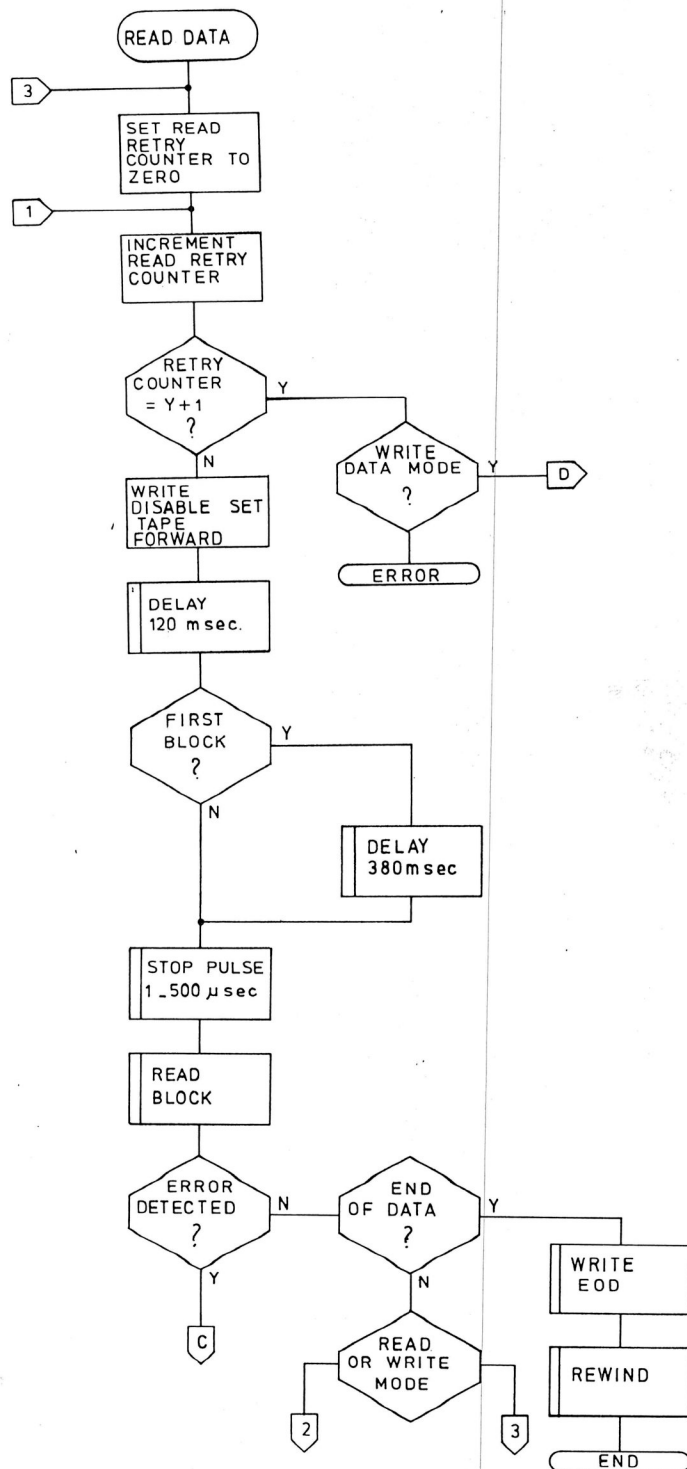 READ DATA
3
SET READ
RETRY
COUNTER TO
ZERO
1
INCREMENT
READ RETRY
COUNTER
RETRY
COUNTER
= Y+1
?
Y
N
WRITE
DATA MODE
?
Y
D
WRITE
DISABLE SET
TAPE
FORWARD
ERROR
DELAY
120 msec.
FIRST
BLOCK
?
Y
N
DELAY
380msec
STOP PULSE
1_500 µsec
READ
BLOCK
ERROR
DETECTED
?
N
Y
END
OF DATA
?
Y
N
WRITE
EOD
C
READ
OR WRITE
MODE
REWIND
2
3
END